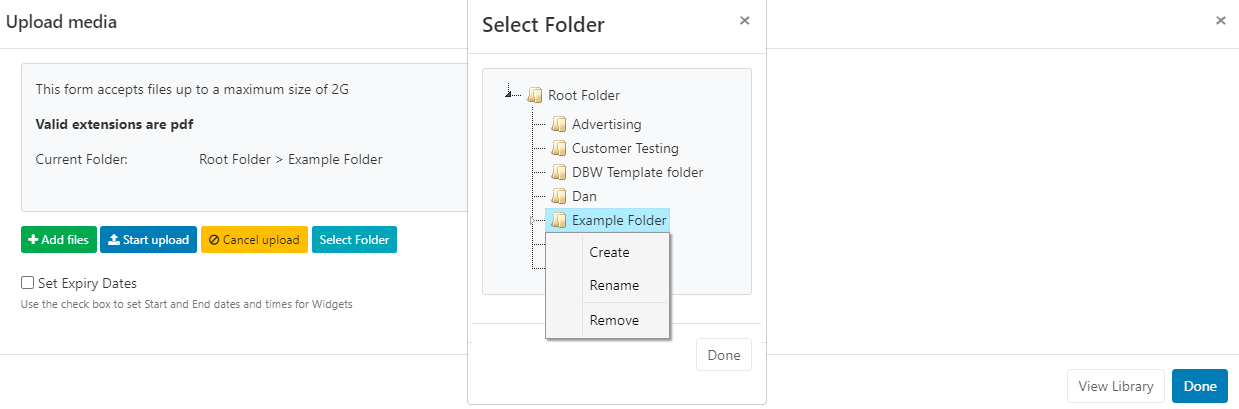 Upload media
×
This form accepts files up to a maximum size of 2G
Valid extensions are pdf
Current Folder: Root Folder > Example Folder
Add files
Start upload
Cancel upload
Select Folder
Set Expiry Dates
Use the check box to set Start and End dates and times for Widgets
Select Folder
×
Root Folder
Advertising
Customer Testing
DBW Template folder
Dan
Example Folder
Create
Rename
Remove
Done
View Library
Done